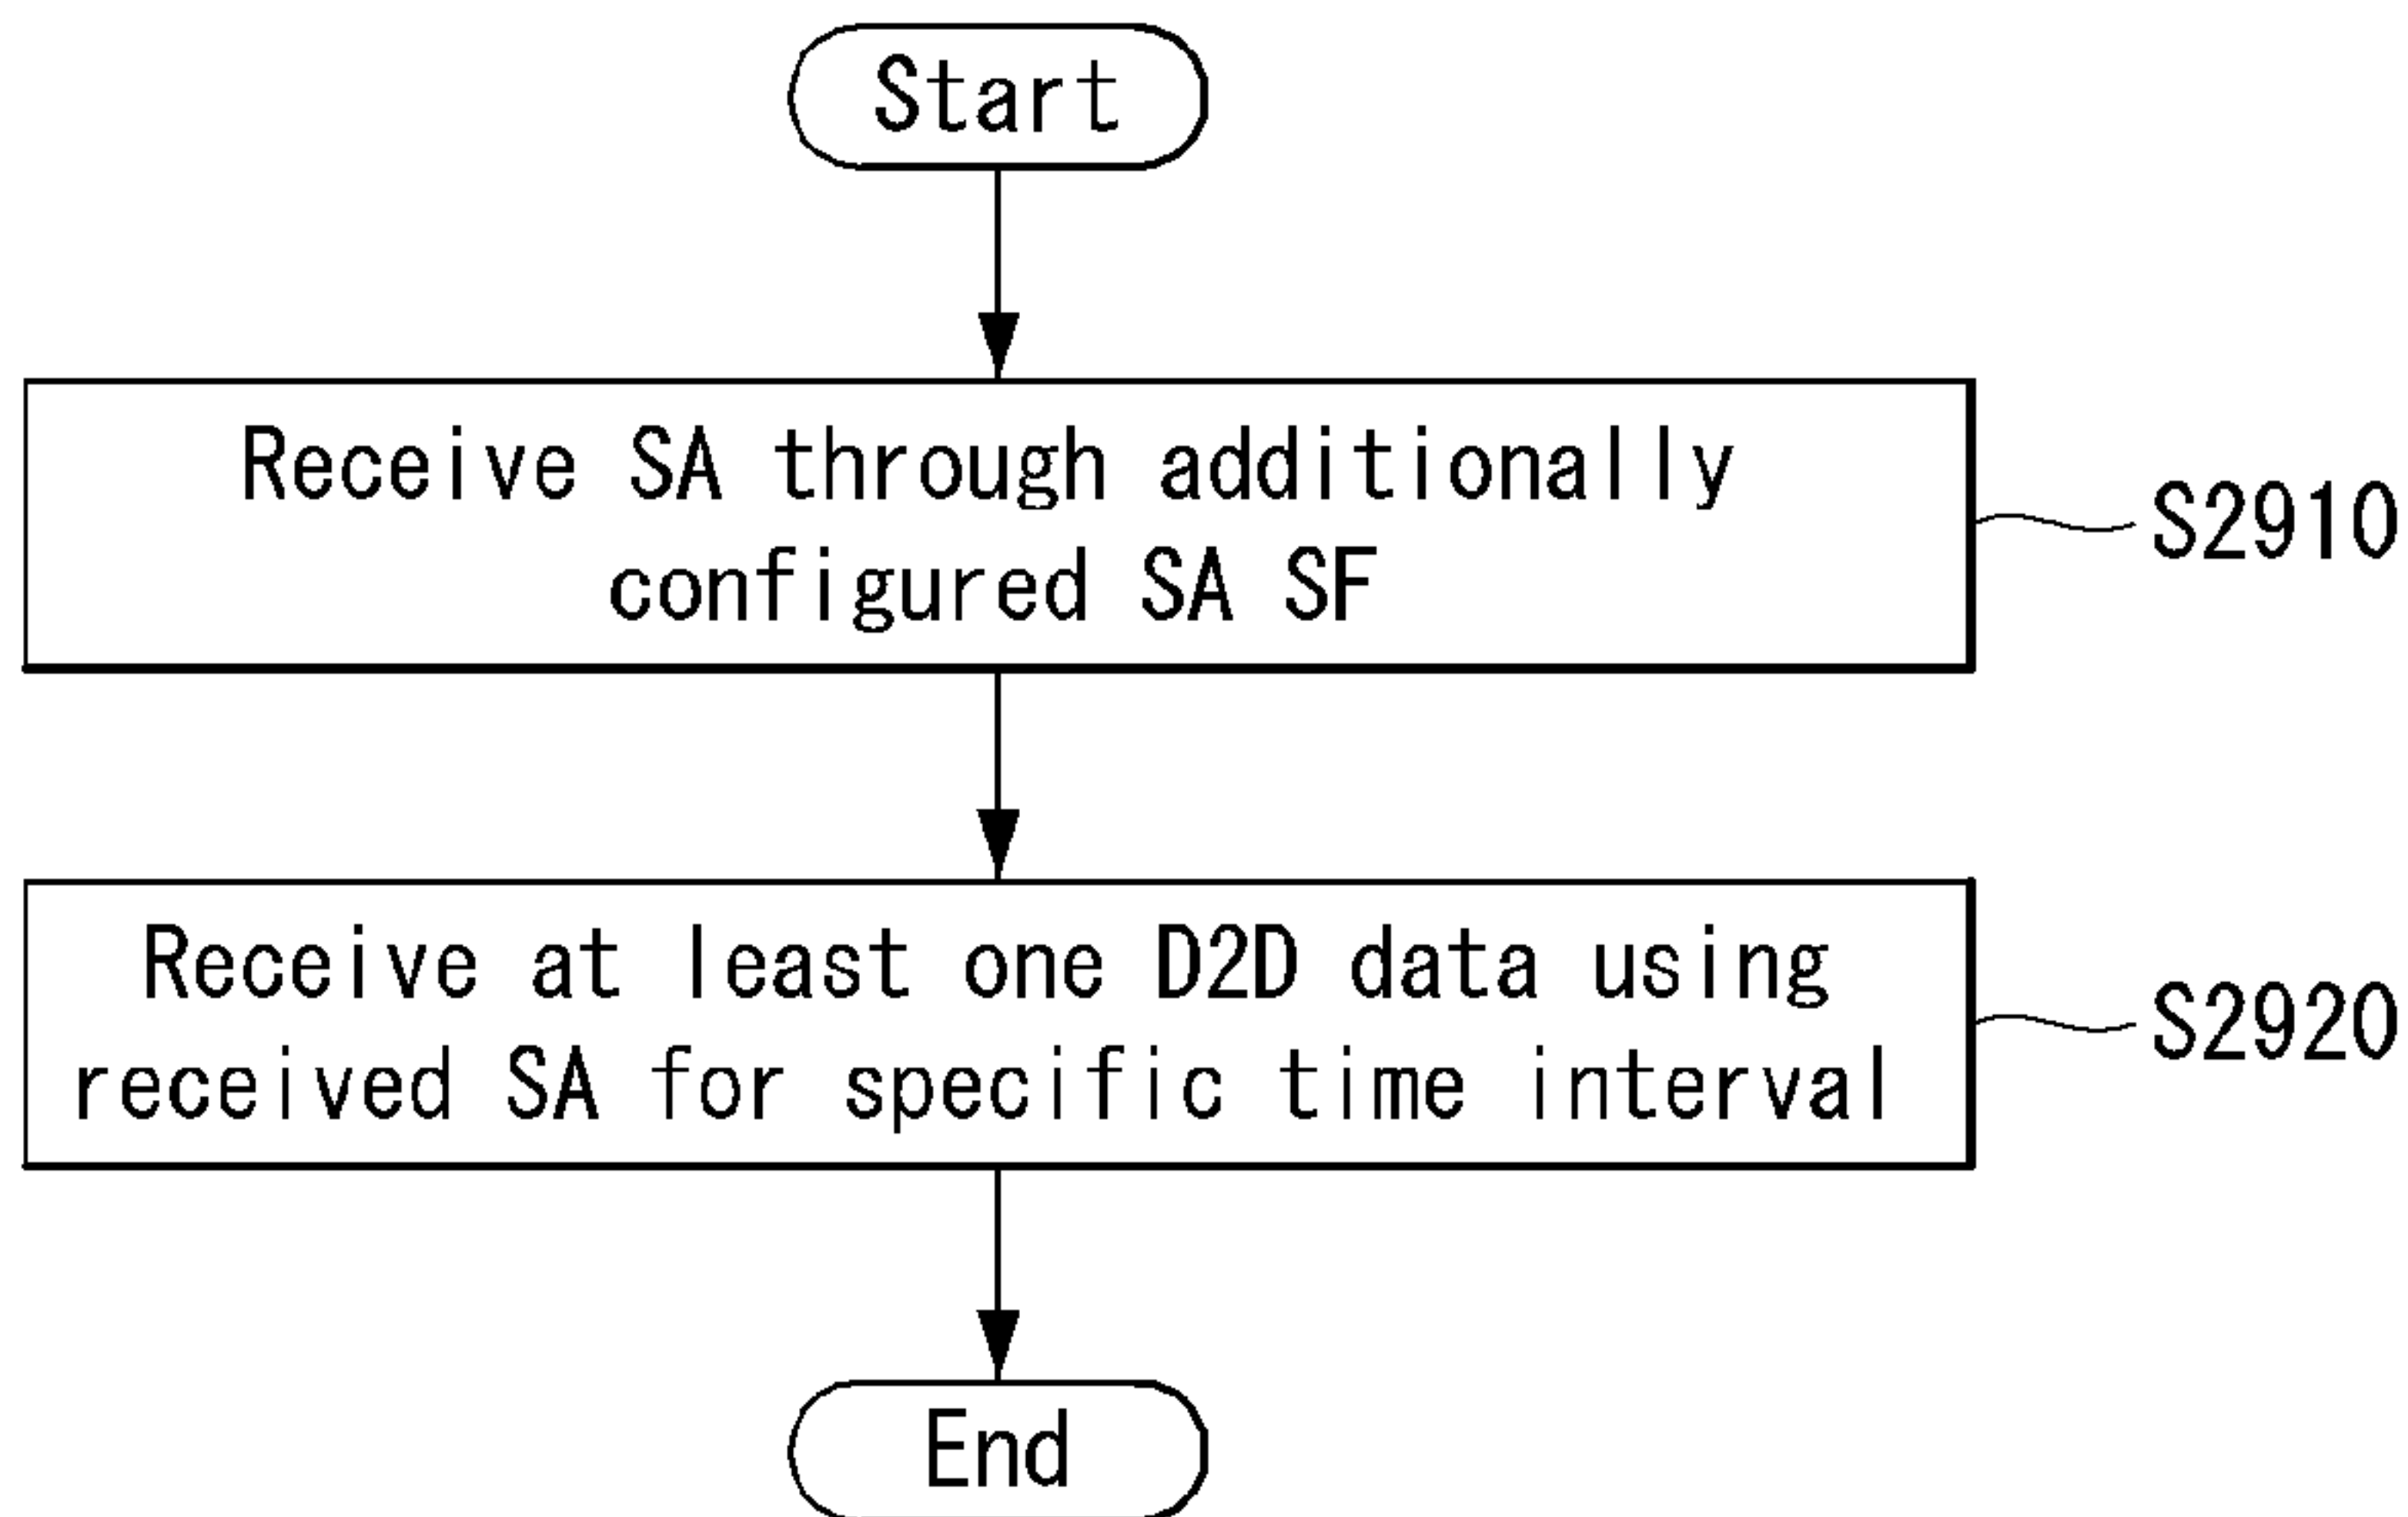 Start
Receive SA through additionally
configured SA SF
S2910
Receive at least one D2D data using
received SA for specific time interval
S2920
End